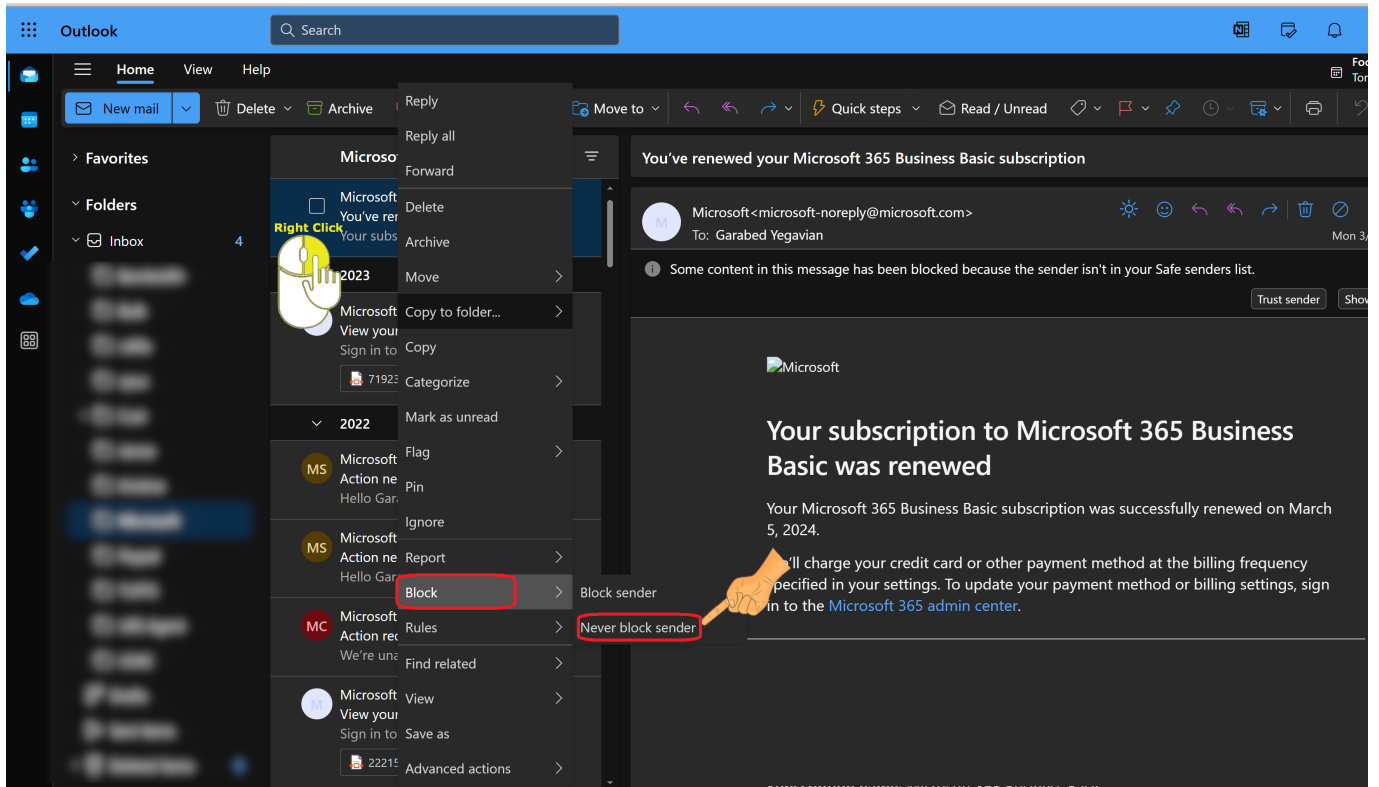 Outlook
Search
Home View Help
Foc
Tor
New mail
Delete
Archive
Move to
Quick steps
Read / Unread
Favorites
Folders
Inbox 4
Microso
Microsoft
You've rer
Your subs
Right Click
2023
Microsoft
View your
Sign in to
71923
2022
MS
Microsoft
Action ne
Hello Gar
MS
Microsoft
Action ne
Hello Gar
MC
Microsoft
Action rec
We're una
M
Microsoft
View your
Sign in to
22215
Reply
Reply all
Forward
Delete
Archive
Move
Copy to folder...
Copy
Categorize
Mark as unread
Flag
Pin
Ignore
Report
Block
Rules
Find related
View
Save as
Advanced actions
Block sender
Never block sender
You've renewed your Microsoft 365 Business Basic subscription
M
Microsoft<microsoft-noreply@microsoft.com>
To: Garabed Yegavian
Mon 3/
Some content in this message has been blocked because the sender isn't in your Safe senders list.
Trust sender
Show
Microsoft
Your subscription to Microsoft 365 Business
Basic was renewed
Your Microsoft 365 Business Basic subscription was successfully renewed on March
5, 2024.
'll charge your credit card or other payment method at the billing frequency
specified in your settings. To update your payment method or billing settings, sign
in to the Microsoft 365 admin center.